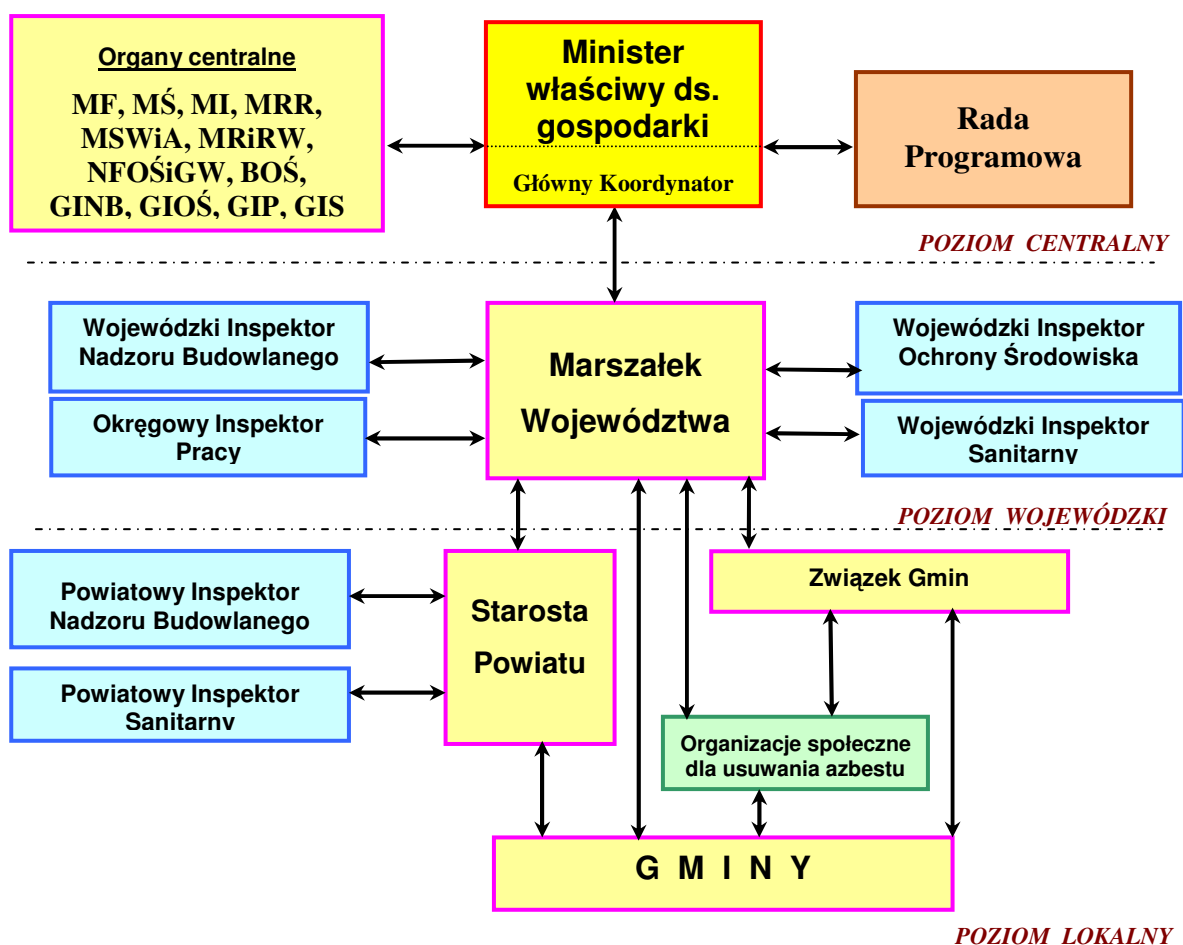 Organy centralne
MF, MŚ, MI, MRR,
MSWiA, MRiRW,
NFOŚiGW, BOŚ,
GINB, GIOŚ, GIP, GIS
Minister
właściwy ds.
gospodarki
Główny Koordynator
Rada
Programowa
POZIOM CENTRALNY
Wojewódzki Inspektor
Nadzoru Budowlanego
Okręgowy Inspektor
Pracy
Marszałek
Województwa
Wojewódzki Inspektor
Ochrony Środowiska
Wojewódzki Inspektor
Sanitarny
POZIOM WOJEWÓDZKI
Powiatowy Inspektor
Nadzoru Budowlanego
Powiatowy Inspektor
Sanitarny
Starosta
Powiatu
Związek Gmin
Organizacje społeczne
dla usuwania azbestu
G M I N Y
POZIOM LOKALNY